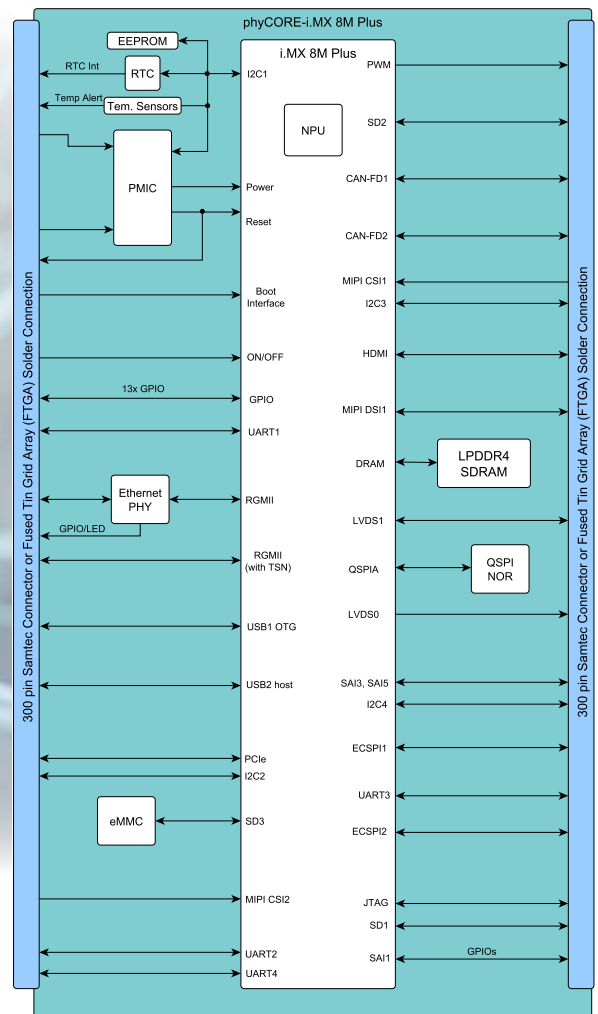 phyCORE-i.MX 8M Plus
300 pin Samtec Connector or Fused Tin Grid Array (FTGA) Solder Connection
EEPROM
RTC Int
RTC
Temp Alert
Tem. Sensors
PMIC
13x GPIO
Ethernet
PHY
GPIO/LED
eMMC
i.MX 8M Plus
NPU
I2C1
Power
Reset
Boot
Interface
ON/OFF
GPIO
UART1
RGMII
RGMII
(with TSN)
USB1 OTG
USB2 host
PCIe
I2C2
SD3
MIPI CSI2
UART2
UART4
PWM
SD2
CAN-FD1
CAN-FD2
MIPI CSI1
I2C3
HDMI
MIPI DSI1
DRAM
LVDS1
QSPIA
LVDS0
SAI3, SAI5
I2C4
ECSPI1
UART3
ECSPI2
JTAG
SD1
SAI1
LPDDR4
SDRAM
QSPI
NOR
GPIOs
300 pin Samtec Connector or Fused Tin Grid Array (FTGA) Solder Connection